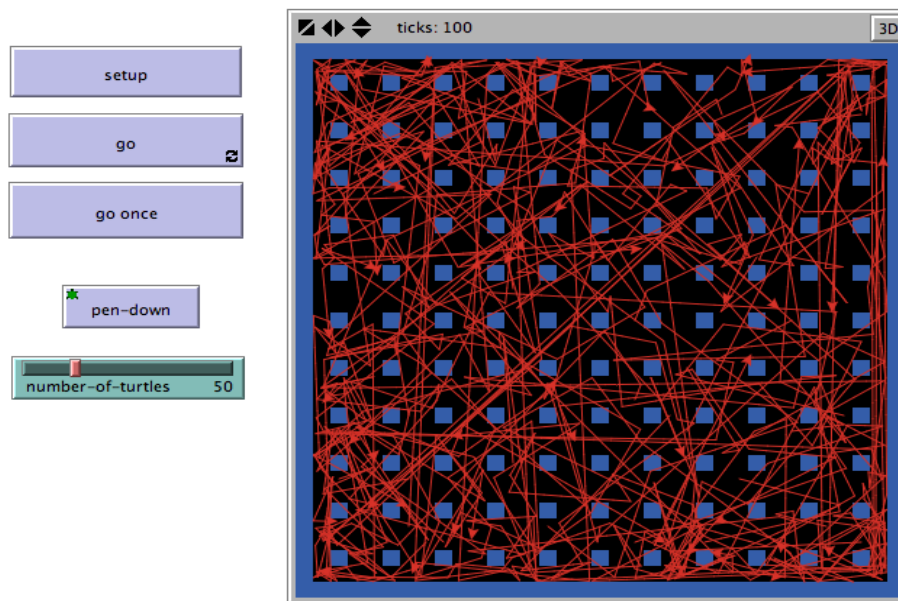 ticks: 100
3D
setup
go
go once
pen-down
number-of-turtles 50